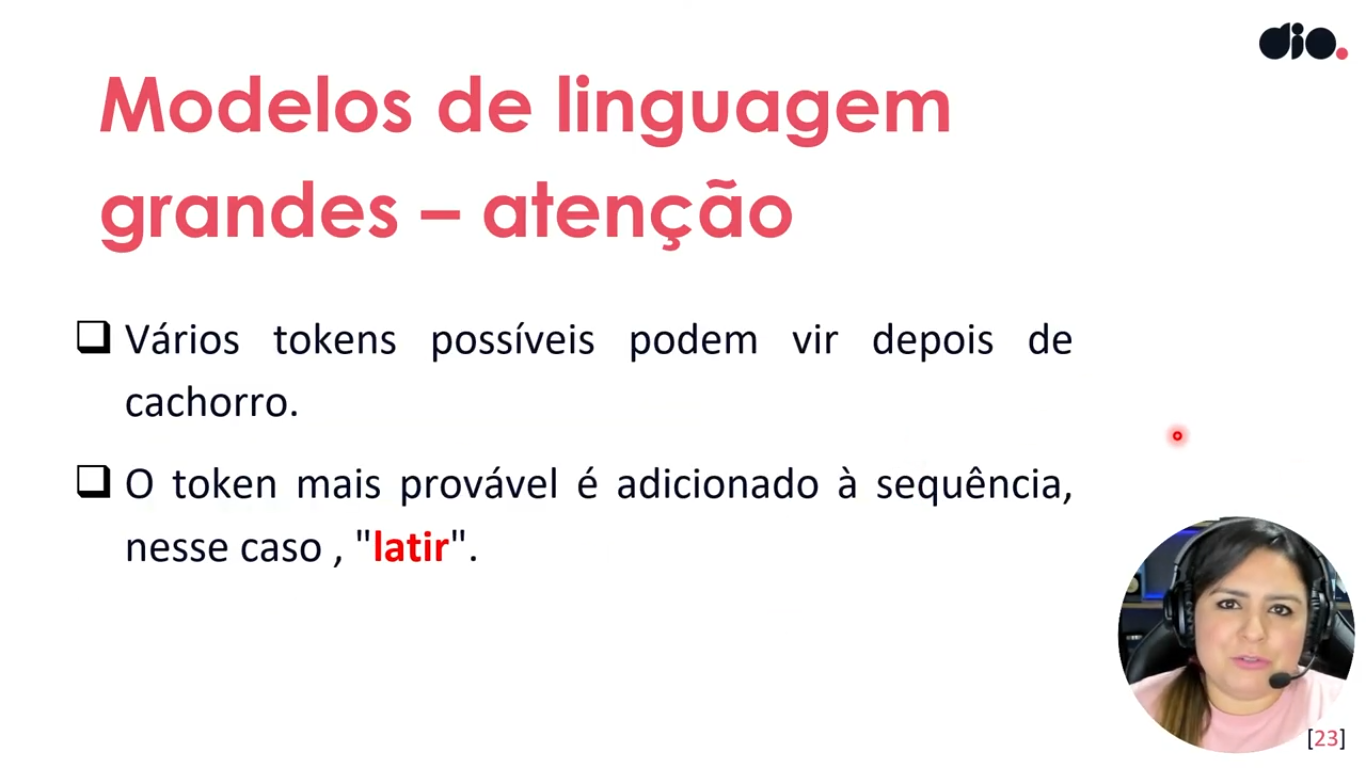 dio.
Modelos de linguagem
grandes – atenção
Vários tokens possíveis podem vir depois de
cachorro.
O token mais provável é adicionado à sequência,
nesse caso , "latir".
[23]